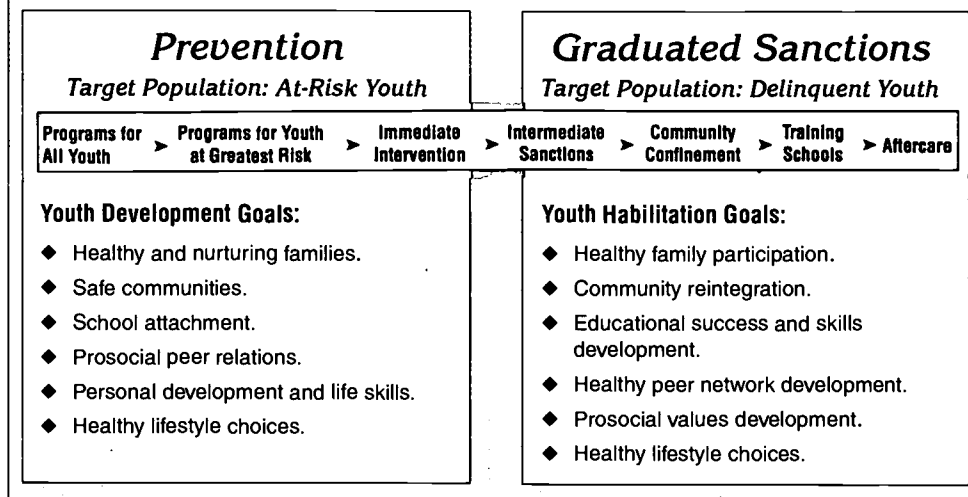 Prevention
Target Population: At-Risk Youth
Graduated Sanctions
Target Population: Delinquent Youth
Programs for All Youth ➤ Programs for Youth at Greatest Risk ➤ Immediate Intervention ➤ Intermediate Sanctions ➤ Community Confinement ➤ Training Schools ➤ Aftercare
Youth Development Goals:
◆ Healthy and nurturing families.
◆ Safe communities.
◆ School attachment.
◆ Prosocial peer relations.
◆ Personal development and life skills.
◆ Healthy lifestyle choices.
Youth Habilitation Goals:
◆ Healthy family participation.
◆ Community reintegration.
◆ Educational success and skills
development.
◆ Healthy peer network development.
◆ Prosocial values development.
◆ Healthy lifestyle choices.